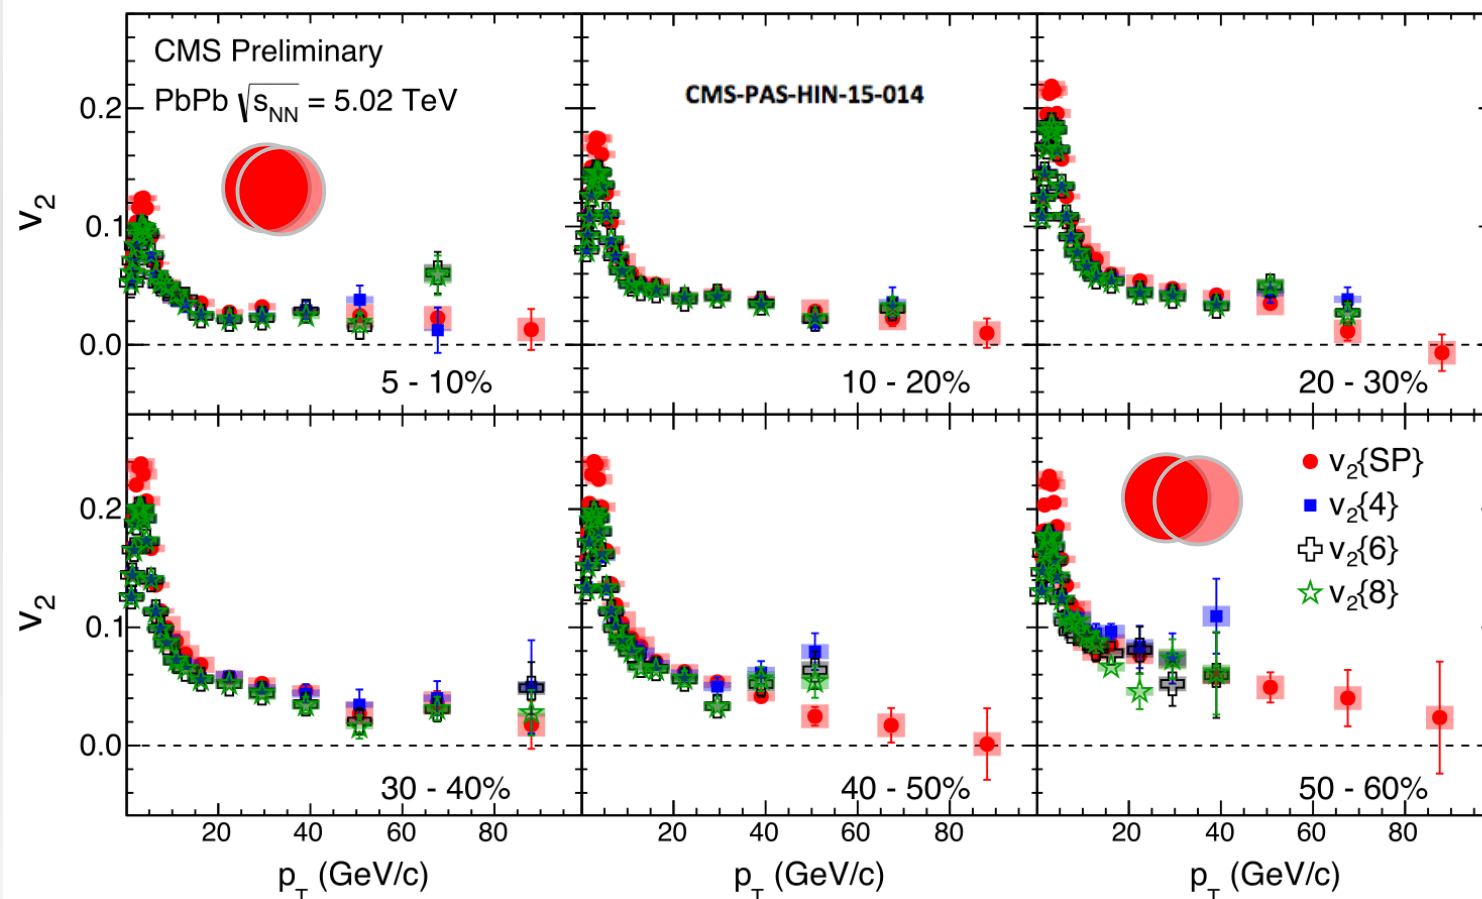 CMS Preliminary
PbPb √sNN = 5.02 TeV
CMS-PAS-HIN-15-014
v2
0.2
0.1
0.0
5 - 10%
10 - 20%
20 - 30%
v2
0.2
0.1
0.0
v2{SP}
v2{4}
v2{6}
v2{8}
30 - 40%
40 - 50%
50 - 60%
20 40 60 80 20 40 60 80 20 40 60 80
pT (GeV/c) pT (GeV/c) pT (GeV/c)